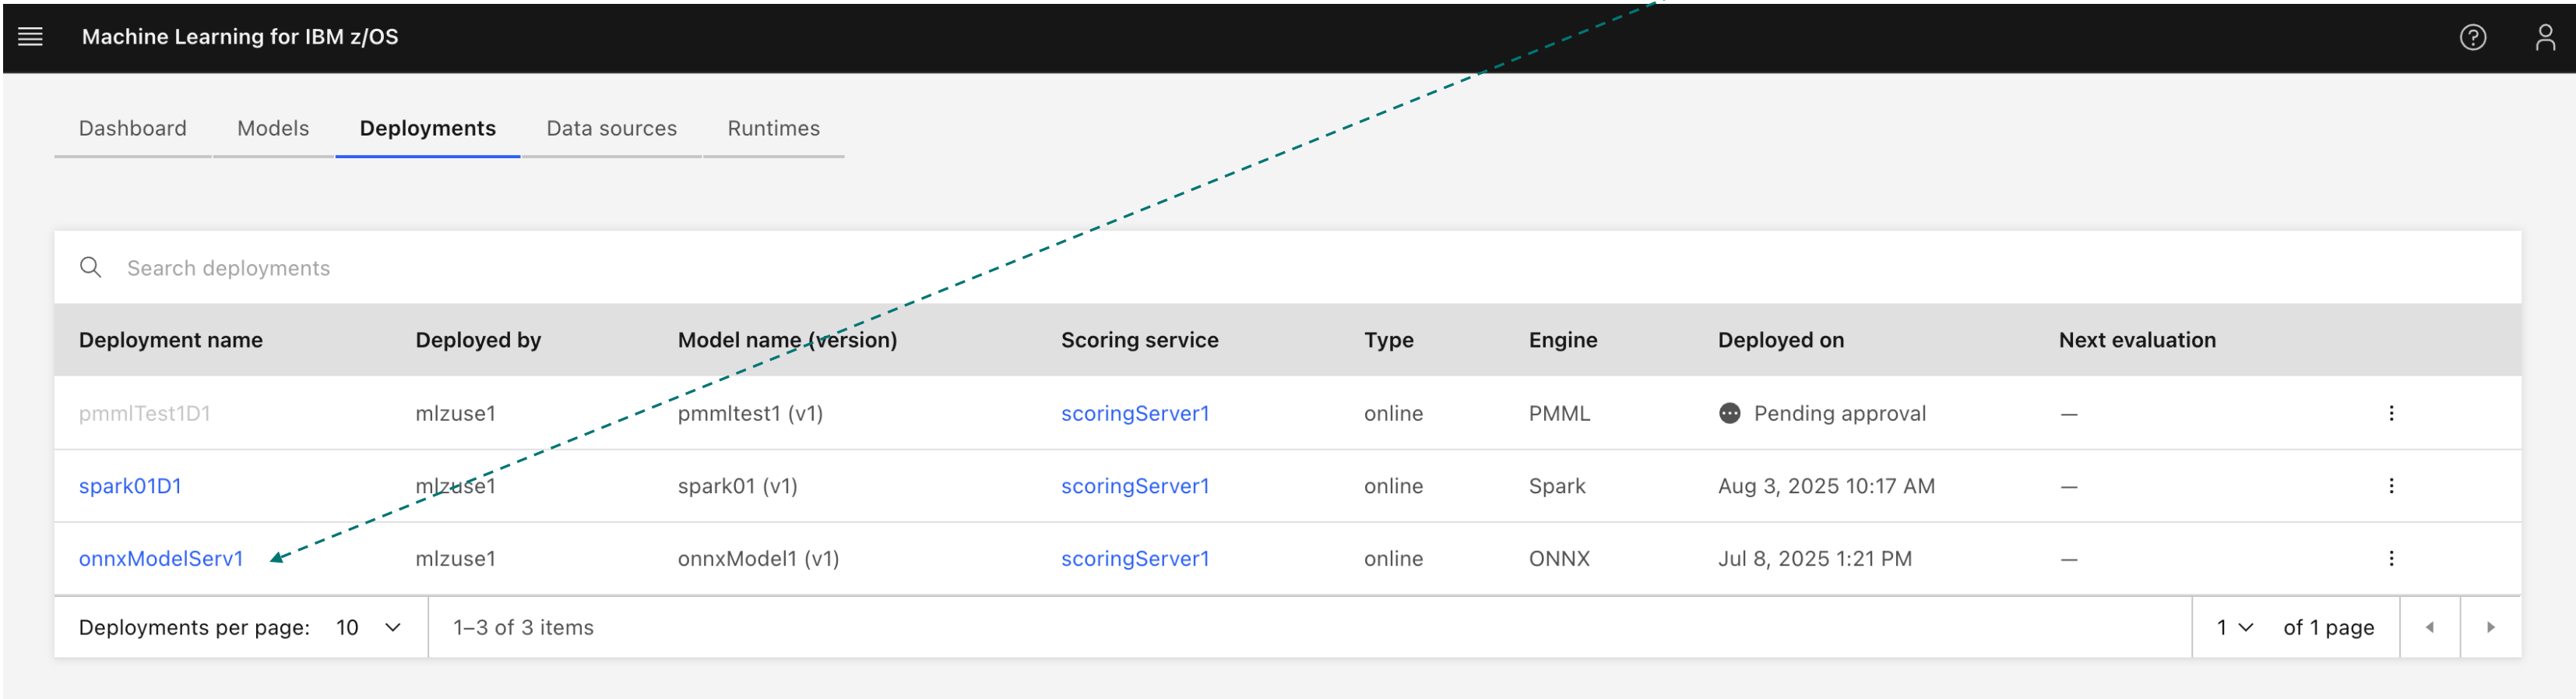 Machine Learning for IBM z/OS
Dashboard Models Deployments Data sources Runtimes
Search deployments
Deployment name Deployed by Model name (version) Scoring service Type Engine Deployed on Next evaluation
pmmlTest1D1 mlzuse1 pmmltest1 (v1) scoringServer1 online PMML Pending approval —
spark01D1 mlzuse1 spark01 (v1) scoringServer1 online Spark Aug 3, 2025 10:17 AM —
onnxModelServ1 mlzuse1 onnxModel1 (v1) scoringServer1 online ONNX Jul 8, 2025 1:21 PM —
Deployments per page: 10 1–3 of 3 items 1 of 1 page